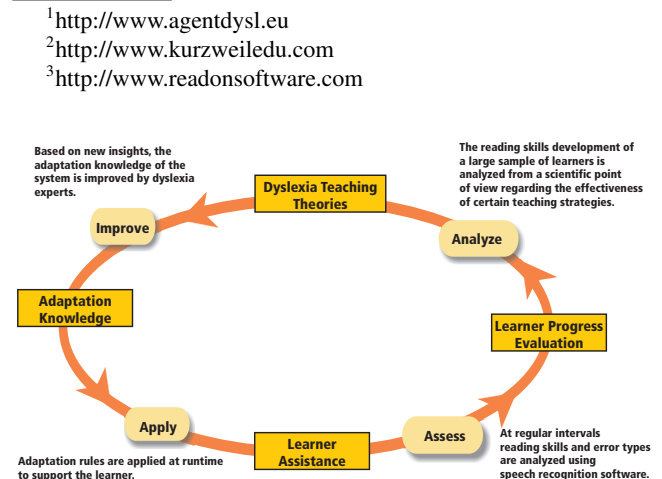 1http://www.agentdysl.eu
2http://www.kurzweiledu.com
3http://www.readonsoftware.com
Based on new insights, the
adaptation knowledge of the
system is improved by dyslexia
experts.
The reading skills development of
a large sample of learners is
analyzed from a scientific point
of view regarding the effectiveness
of certain teaching strategies.
Dyslexia Teaching
Theories
Improve
Analyze
Adaptation
Knowledge
Learner Progress
Evaluation
Apply
Learner
Assistance
Assess
Adaptation rules are applied at runtime
to support the learner.
At regular intervals
reading skills and error types
are analyzed using
speech recognition software.